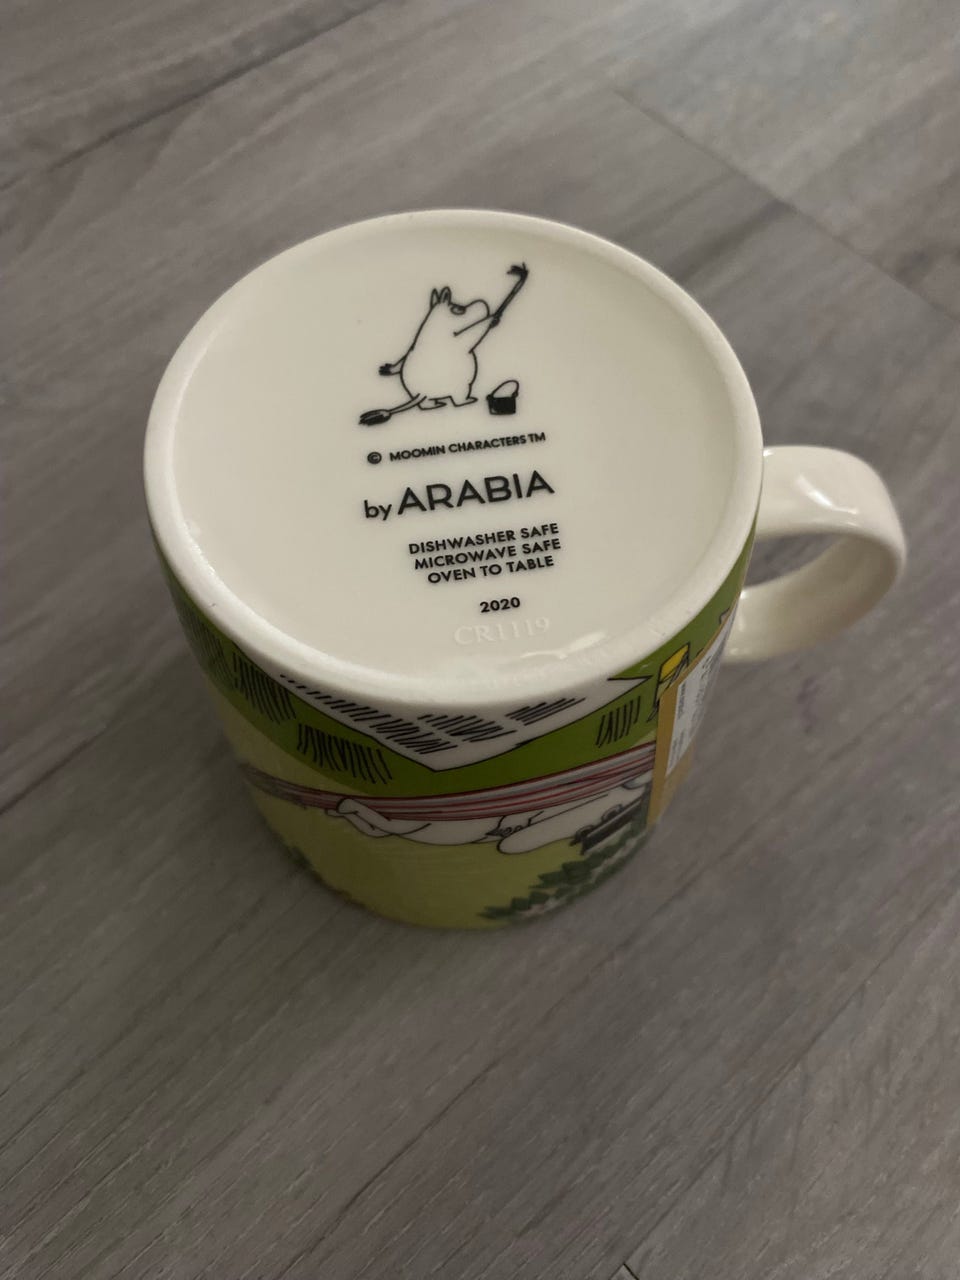 © MOOMIN CHARACTERS TM
by ARABIA
DISHWASHER SAFE
MICROWAVE SAFE
OVEN TO TABLE
2020
CR1119